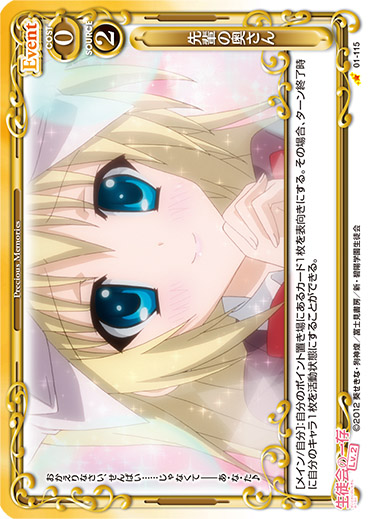 Event
COST
0
SOURCE
2
先輩の奥さん
01-115
Precious Memories
おかえりなさい、せんぱい……じゃなくて――あ・な・た♪
[メイン/自分]:自分のポイント置き場にあるカード1枚を表向きにする。その場合、ターン終了時
に自分のキャラ1枚を活動状態にすることができる。
生徒会の一存
Lv.2
©2012 葵せきな・狗神煌/富士見書房/新・碧陽学園生徒会